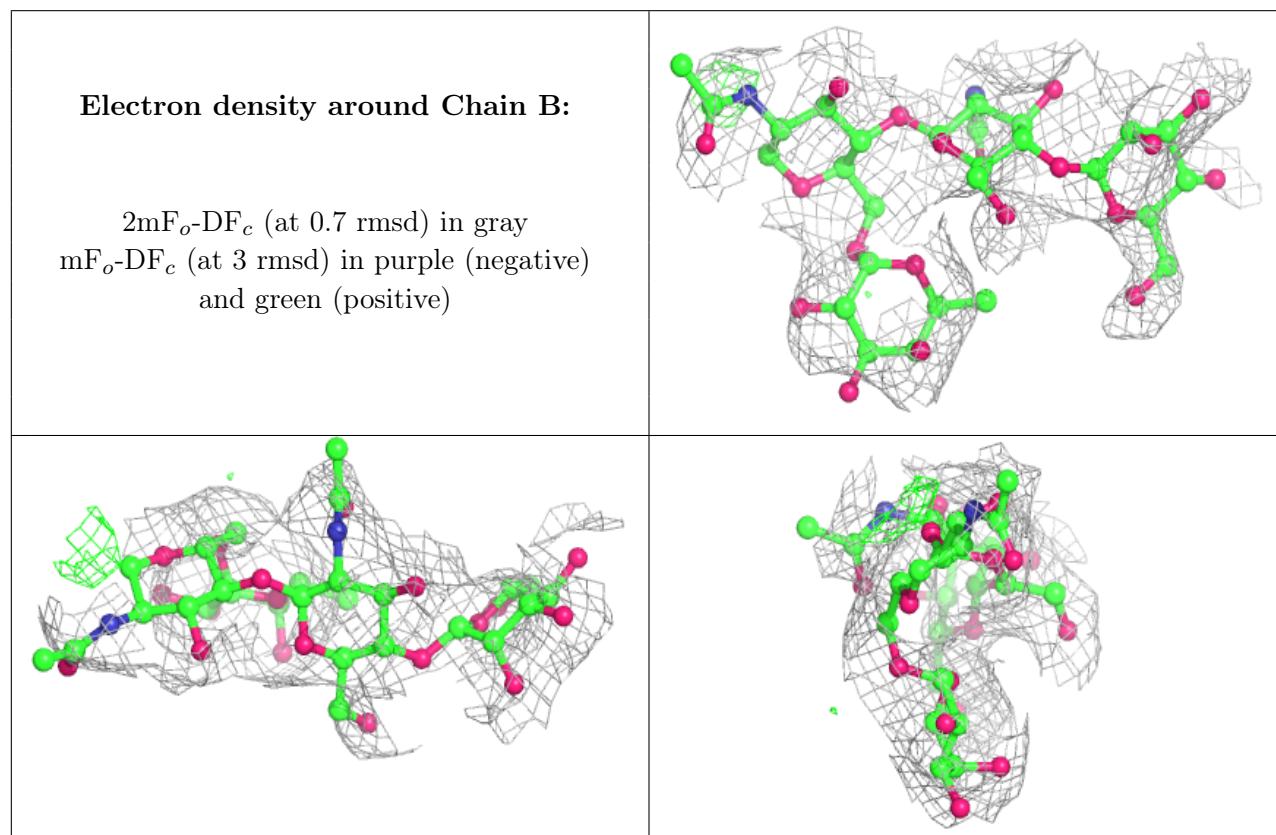 Electron density around Chain B:
2mFo-DFc (at 0.7 rmsd) in gray
mFo-DFc (at 3 rmsd) in purple (negative)
and green (positive)